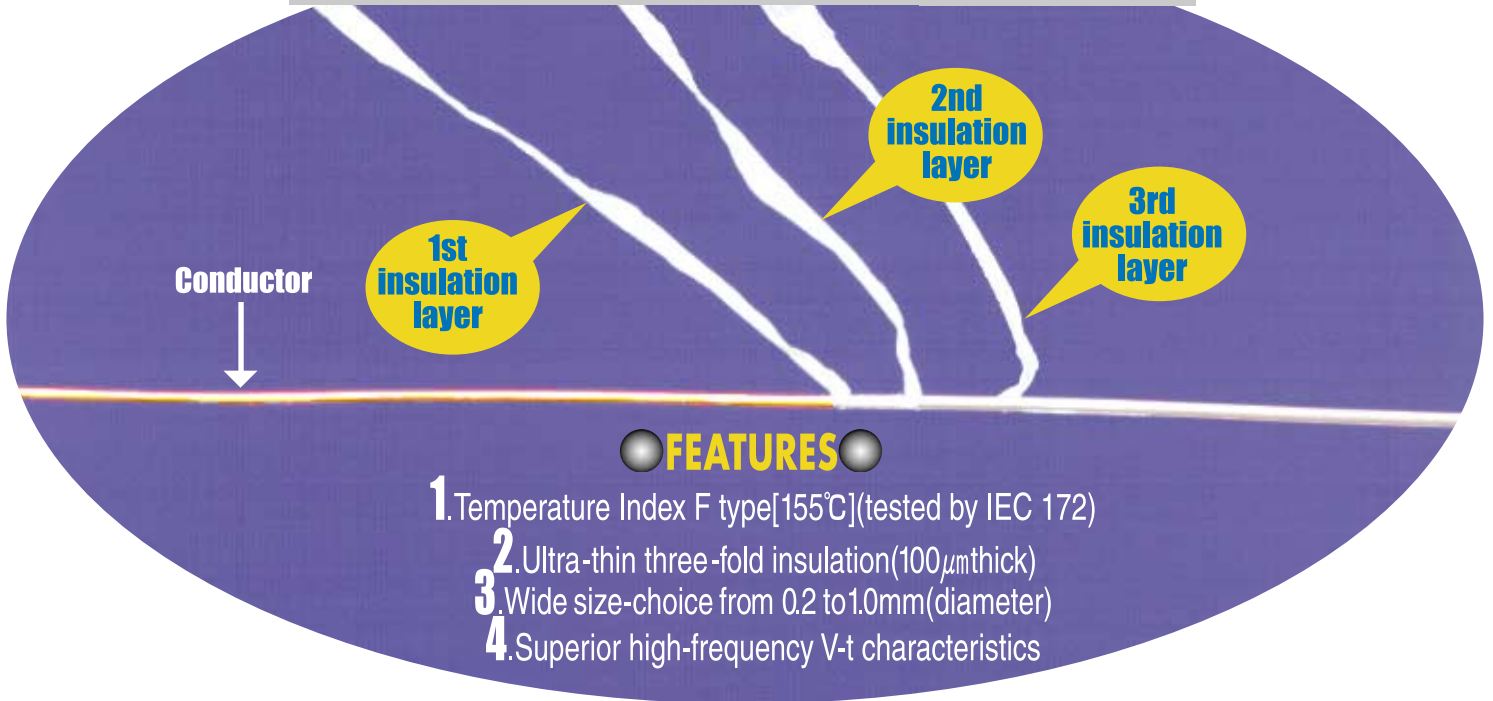 2nd
insulation
layer
3rd
insulation
layer
1st
insulation
layer
Conductor
FEATURES
1.Temperature Index F type[155℃](tested by IEC 172)
2.Ultra-thin three-fold insulation(100μmthick)
3.Wide size-choice from 0.2 to1.0mm(diameter)
4.Superior high-frequency V-t characteristics